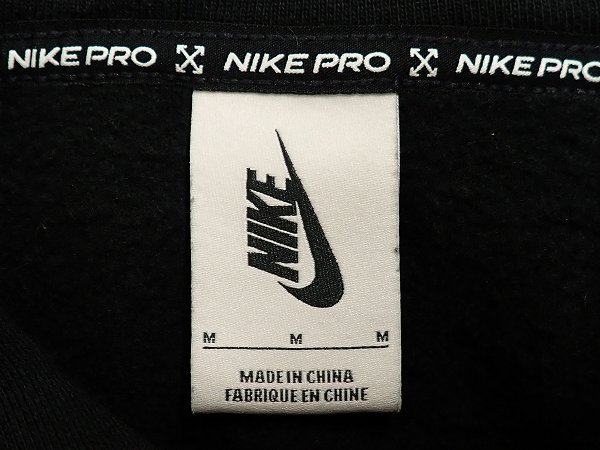 NIKE PRO NIKE PRO NIKE PRO
NIKE
M M M
MADE IN CHINA
FABRIQUE EN CHINE